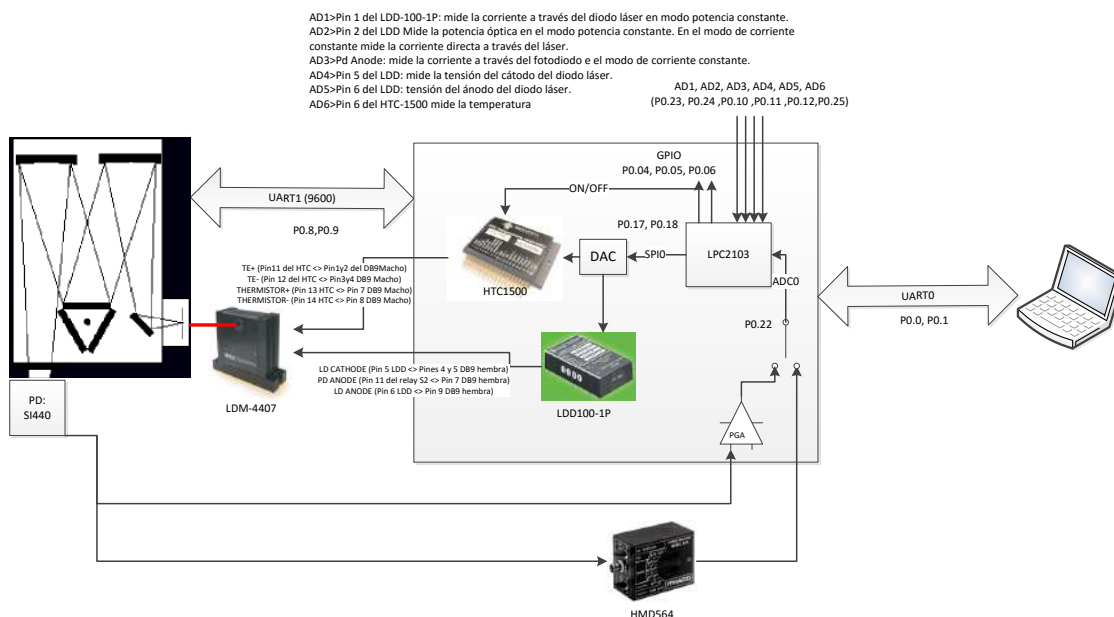 AD1>Pin 1 del LDD-100-1P: mide la corriente a través del diodo láser en modo potencia constante.
AD2>Pin 2 del LDD Mide la potencia óptica en el modo potencia constante. En el modo de corriente
constante mide la corriente directa a través del láser.
AD3>Pd Anode: mide la corriente a través del fotodiodo e el modo de corriente constante.
AD4>Pin 5 del LDD: mide la tensión del cátodo del diodo láser.
AD5>Pin 6 del LDD: tensión del ánodo del diodo láser.
AD6>Pin 6 del HTC-1500 mide la temperatura
AD1, AD2, AD3, AD4, AD5, AD6
(P0.23, P0.24 ,P0.10 ,P0.11 ,P0.12,P0.25)
GPIO
P0.04, P0.05, P0.06
ON/OFF
UART1 (9600)
P0.8,P0.9
P0.17, P0.18
LPC2103
SPI0
DAC
HTC1500
ADC0
UART0
P0.0, P0.1
P0.22
TE+ (Pin11 del HTC <> Pin1y2 del DB9Macho)
TE- (Pin 12 del HTC <> Pin3y4 DB9 Macho)
THERMISTOR+ (Pin 13 HTC <> Pin 7 DB9 Macho)
THERMISTOR- (Pin 14 HTC <> Pin 8 DB9 Macho)
LD CATHODE (Pin 5 LDD <> Pines 4 y 5 DB9 hembra)
PD ANODE (Pin 11 del relay S2 <> Pin 7 DB9 hembra)
LD ANODE (Pin 6 LDD <> Pin 9 DB9 hembra)
LDM-4407
LDD100-1P
PD:
SI440
PGA
HMD564